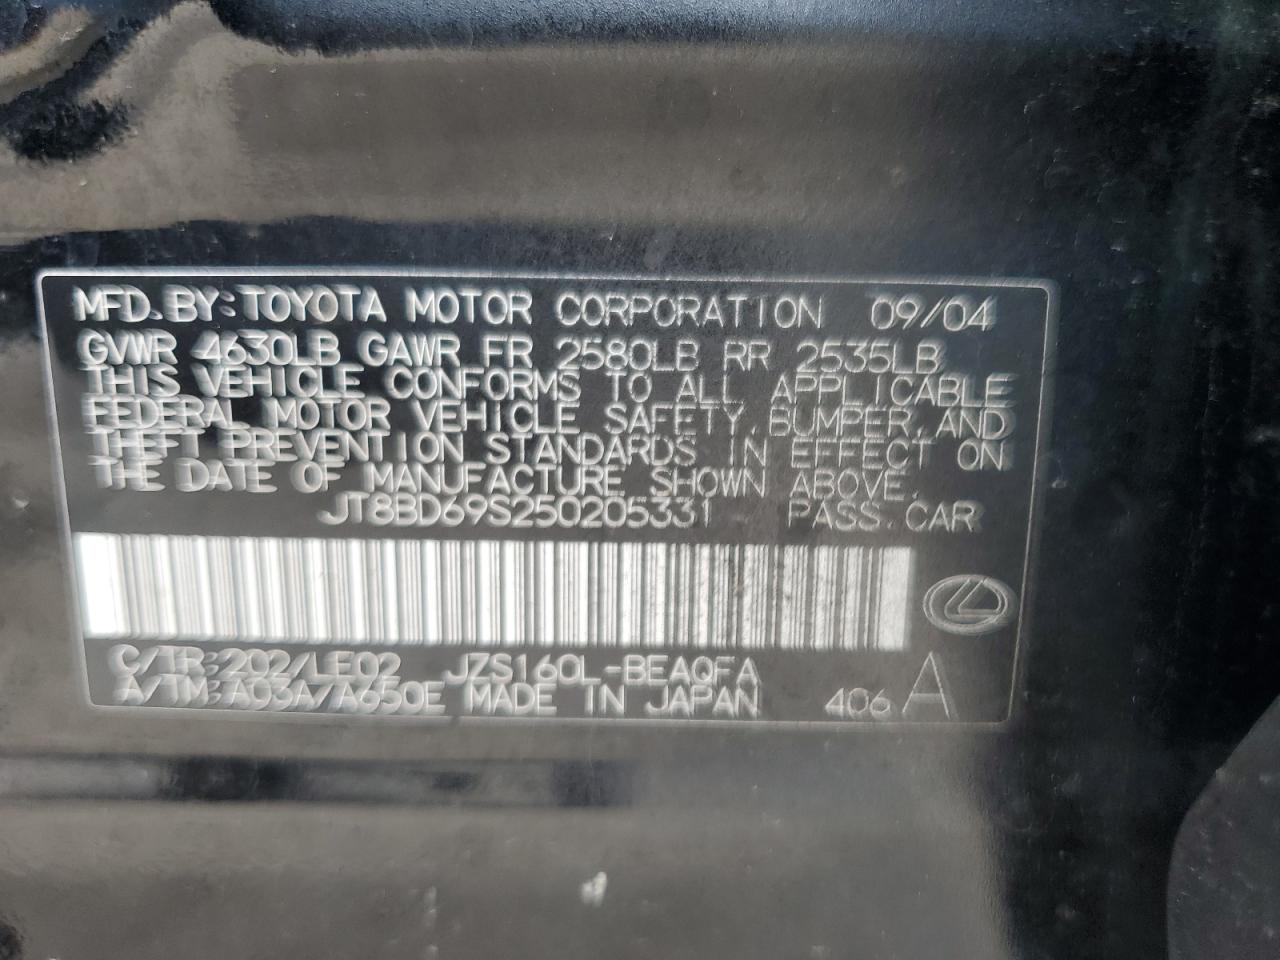 MFD. BY: TOYOTA MOTOR CORPORATION 09/04
GVWR 4630LB GAWR FR 2580LB RR 2535LB
THIS VEHICLE CONFORMS TO ALL APPLICABLE
FEDERAL MOTOR VEHICLE SAFETY, BUMPER, AND
THEFT PREVENTION STANDARDS IN EFFECT ON
THE DATE OF MANUFACTURE SHOWN ABOVE.
JT8BD69S250205331 PASS. CAR
C/TR: 202/LE02 JZS160L-BEAQFA
A/TM: A03A/A650E MADE IN JAPAN 406 A